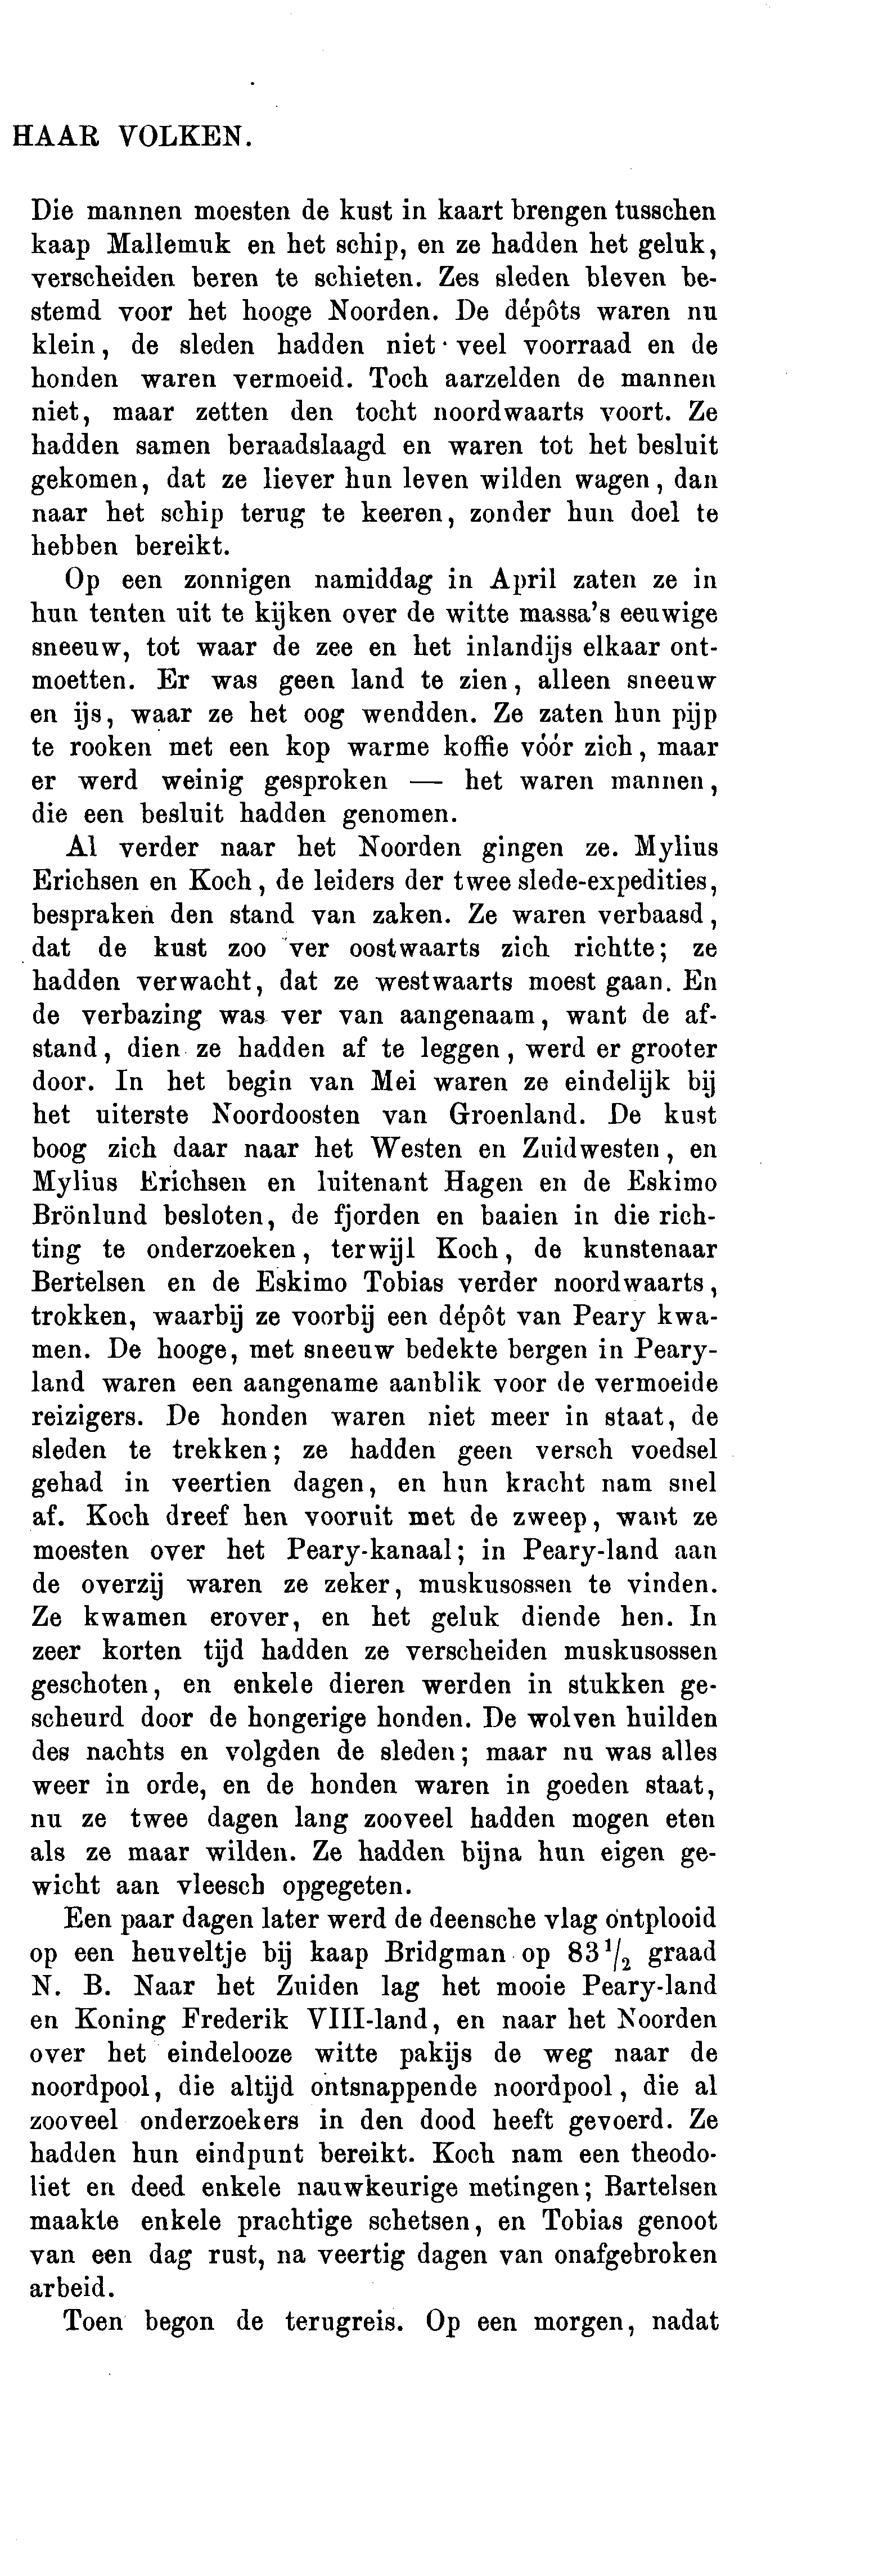 HAAR VOLKEN.
Die mannen moesten de kust in kaart brengen tusschen
kaap Mallemuk en het schip, en ze hadden het geluk,
verscheiden beren te schieten. Zes sleden bleven be-
stemd voor het hooge Noorden. De dépôts waren nu
klein, de sleden hadden niet veel voorraad en de
honden waren vermoeid. Toch aarzelden de mannen
niet, maar zetten den tocht noordwaarts voort. Ze
hadden samen beraadslaagd en waren tot het besluit
gekomen, dat ze liever hun leven wilden wagen, dan
naar het schip terug te keeren, zonder hun doel te
hebben bereikt.
Op een zonnigen namiddag in April zaten ze in
hun tenten uit te kijken over de witte massa's eeuwige
sneeuw, tot waar de zee en het inlandijs elkaar ont-
moetten. Er was geen land te zien, alleen sneeuw
en ijs, waar ze het oog wendden. Ze zaten hun pijp
te rooken met een kop warme koffie vóór zich, maar
er werd weinig gesproken — het waren mannen,
die een besluit hadden genomen.
Al verder naar het Noorden gingen ze. Mylius
Erichsen en Koch, de leiders der twee slede-expedities,
bespraken den stand van zaken. Ze waren verbaasd,
dat de kust zoo ver oostwaarts zich richtte; ze
hadden verwacht, dat ze westwaarts moest gaan. En
de verbazing was ver van aangenaam, want de af-
stand, dien ze hadden af te leggen, werd er grooter
door. In het begin van Mei waren ze eindelijk bij
het uiterste Noordoosten van Groenland. De kust
boog zich daar naar het Westen en Zuidwesten, en
Mylius Erichsen en luitenant Hagen en de Eskimo
Brönlund besloten, de fjorden en baaien in die rich-
ting te onderzoeken, terwijl Koch, de kunstenaar
Bertelsen en de Eskimo Tobias verder noordwaarts,
trokken, waarbij ze voorbij een dépôt van Peary kwa-
men. De hooge, met sneeuw bedekte bergen in Peary-
land waren een aangename aanblik voor de vermoeide
reizigers. De honden waren niet meer in staat, de
sleden te trekken; ze hadden geen versch voedsel
gehad in veertien dagen, en hun kracht nam snel
af. Koch dreef hen vooruit met de zweep, want ze
moesten over het Peary-kanaal; in Peary-land aan
de overzij waren ze zeker, muskusossen te vinden.
Ze kwamen erover, en het geluk diende hen. In
zeer korten tijd hadden ze verscheiden muskusossen
geschoten, en enkele dieren werden in stukken ge-
scheurd door de hongerige honden. De wolven huilden
des nachts en volgden de sleden; maar nu was alles
weer in orde, en de honden waren in goeden staat,
nu ze twee dagen lang zooveel hadden mogen eten
als ze maar wilden. Ze hadden bijna hun eigen ge-
wicht aan vleesch opgegeten.
Een paar dagen later werd de deensche vlag ontplooid
op een heuveltje bij kaap Bridgman op 83 1/2 graad
N. B. Naar het Zuiden lag het mooie Peary-land
en Koning Frederik VIII-land, en naar het Noorden
over het eindelooze witte pakijs de weg naar de
noordpool, die altijd ontsnappende noordpool, die al
zooveel onderzoekers in den dood heeft gevoerd. Ze
hadden hun eindpunt bereikt. Koch nam een theodo-
liet en deed enkele nauwkeurige metingen; Bartelsen
maakte enkele prachtige schetsen, en Tobias genoot
van een dag rust, na veertig dagen van onafgebroken
arbeid.
Toen begon de terugreis. Op een morgen, nadat